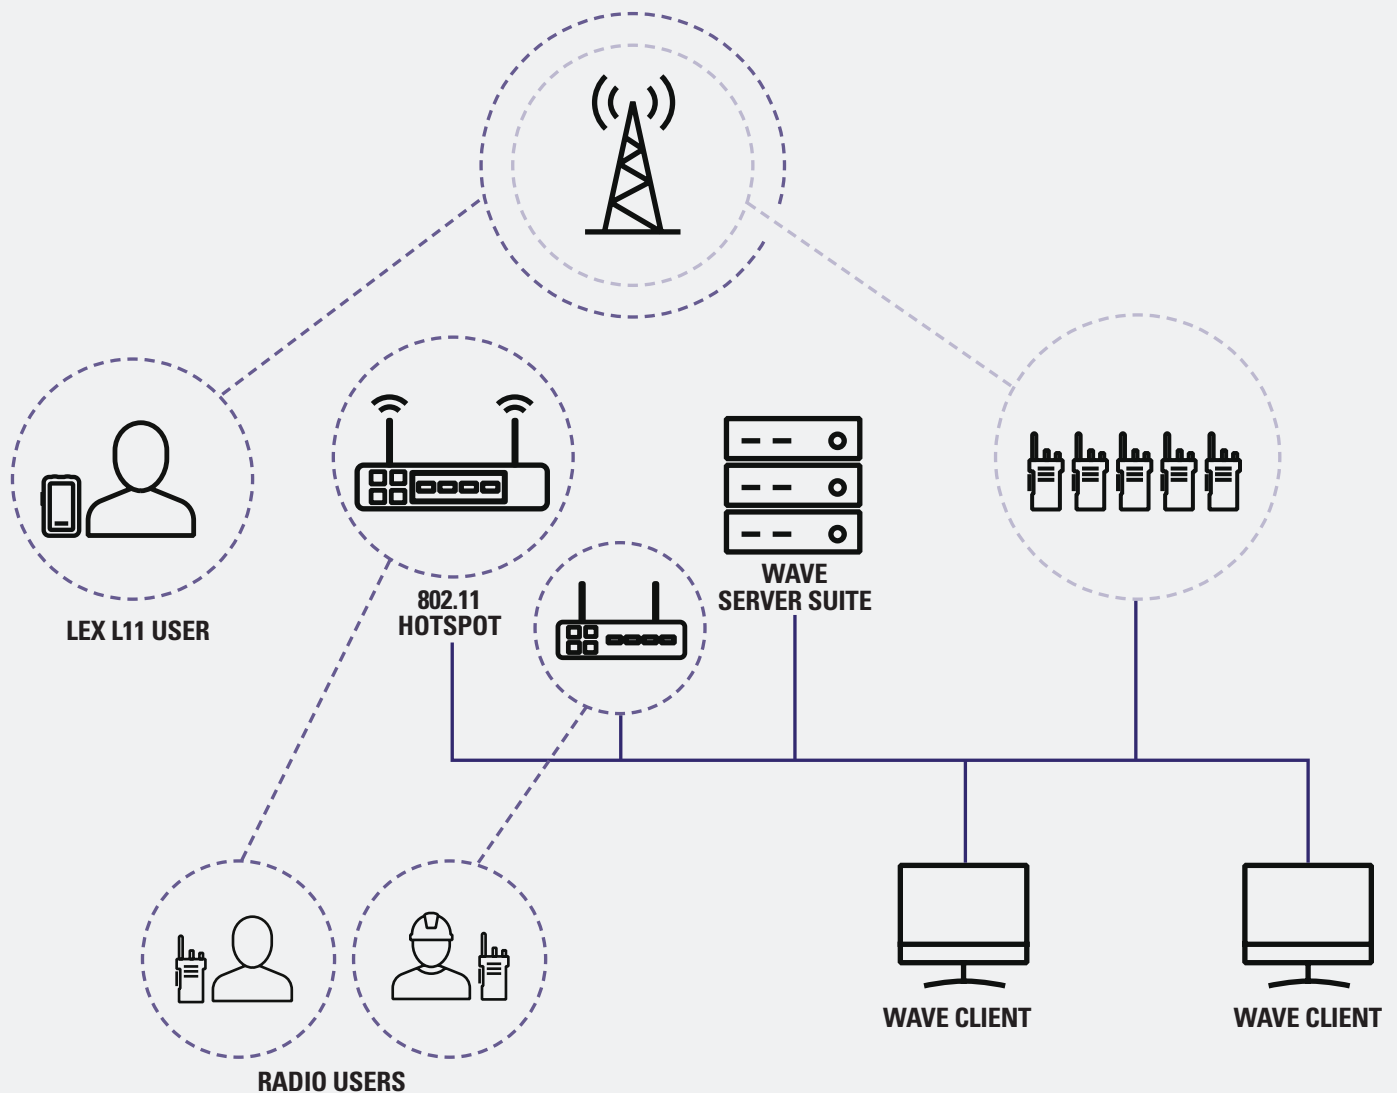 LEX L11 USER
802.11
HOTSPOT
WAVE
SERVER SUITE
WAVE CLIENT
WAVE CLIENT
RADIO USERS